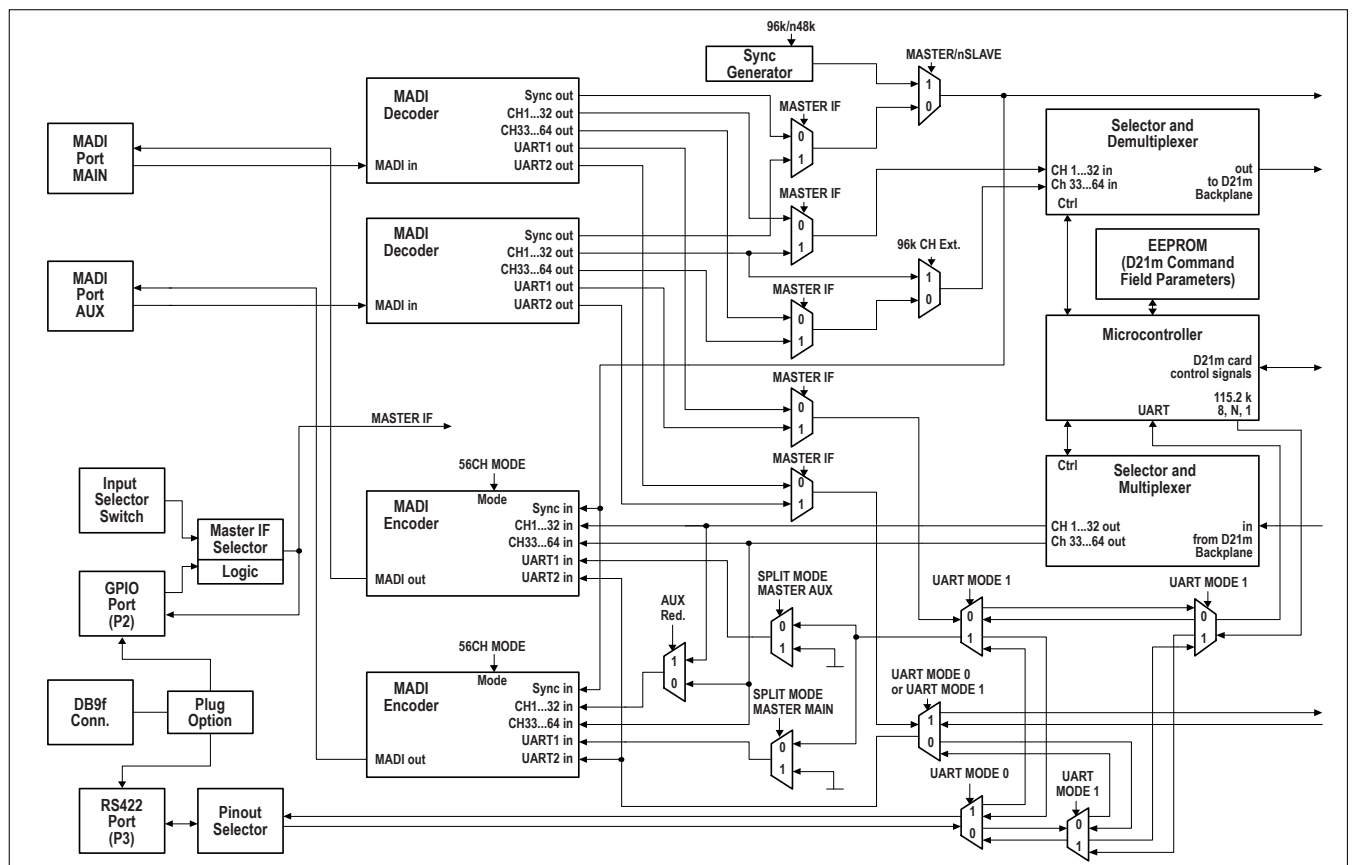 96k/n48k
Sync
Generator
MASTER/nSLAVE
1
0
MADI
Port
MAIN
MADI
Decoder
Sync out
CH1...32 out
CH33...64 out
UART1 out
UART2 out
MADI in
MASTER IF
0
1
Selector and
Demultiplexer
CH 1...32 in
Ch 33...64 in
out
to D21m
Backplane
Ctrl
MADI
Port
AUX
MADI
Decoder
Sync out
CH1...32 out
CH33...64 out
UART1 out
UART2 out
MADI in
MASTER IF
0
1
96k CH Ext.
1
0
MASTER IF
0
1
EEPROM
(D21m Command
Field Parameters)
Microcontroller
D21m card
control signals
115.2 k
8, N, 1
UART
MASTER IF
0
1
MASTER IF
MASTER IF
0
1
Input
Selector
Switch
Master IF
Selector
Logic
GPIO
Port
(P2)
56CH MODE
Mode
MADI
Encoder
Sync in
CH1...32 in
CH33...64 in
UART1 in
UART2 in
MADI out
Ctrl
Selector and
Multiplexer
CH 1...32 out
Ch 33...64 out
in
from D21m
Backplane
SPLIT MODE
MASTER AUX
0
1
UART MODE 1
0
1
UART MODE 1
0
1
AUX
Red.
1
0
56CH MODE
Mode
MADI
Encoder
Sync in
CH1...32 in
CH33...64 in
UART1 in
UART2 in
MADI out
SPLIT MODE
MASTER MAIN
0
1
UART MODE 0
or UART MODE 1
1
0
DB9f
Conn.
Plug
Option
RS422
Port
(P3)
Pinout
Selector
UART MODE 0
1
0
UART
MODE 1
0
1